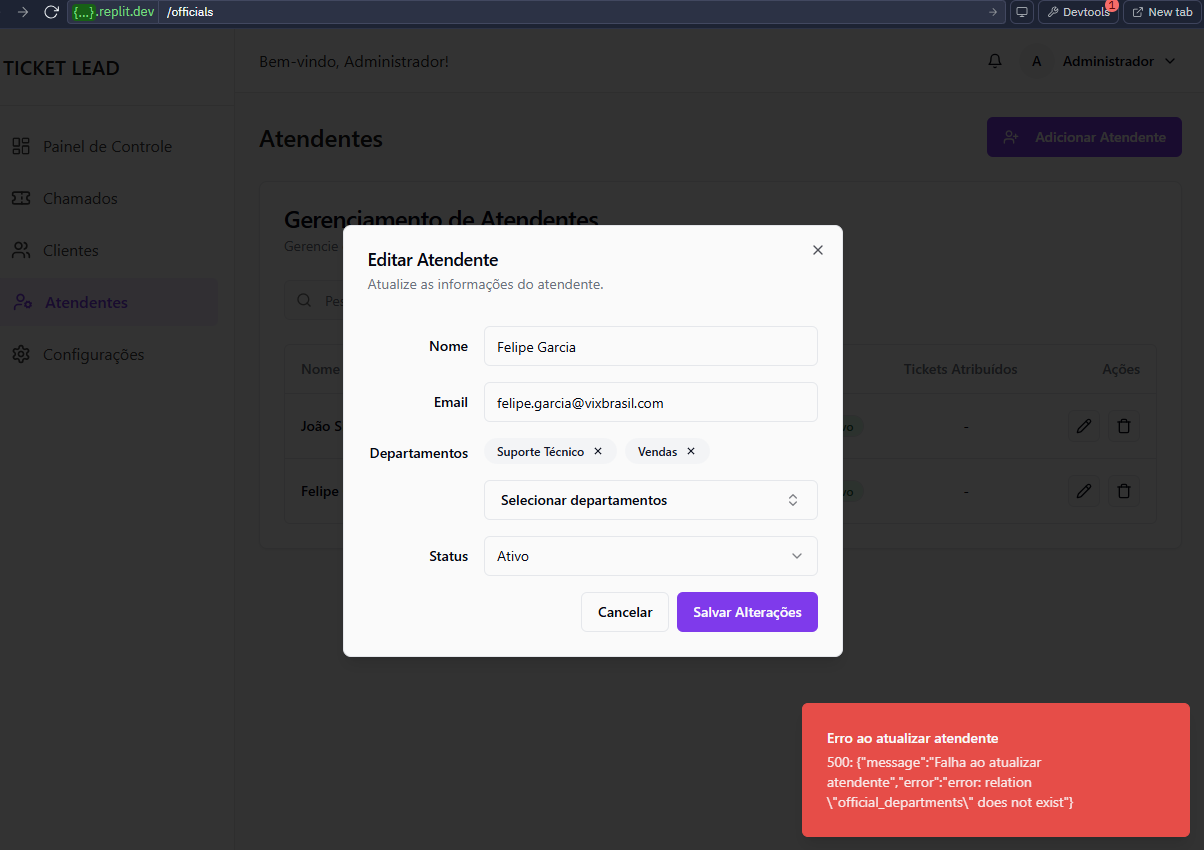 {...}.replit.dev /officials
Devtools 1
New tab
TICKET LEAD
Bem-vindo, Administrador!
A Administrador
Painel de Controle
Chamados
Clientes
Atendentes
Configurações
Atendentes
Adicionar Atendente
Gerenciamento de Atendentes
Gerencie
Editar Atendente
Atualize as informações do atendente.
Nome Felipe Garcia
Email felipe.garcia@vixbrasil.com
Departamentos Suporte Técnico Vendas
Selecionar departamentos
Status Ativo
Cancelar Salvar Alterações
Nome Tickets Atribuídos Ações
João S -
Felipe -
Erro ao atualizar atendente
500: {"message":"Falha ao atualizar
atendente","error":"error: relation
\"official_departments\" does not exist"}